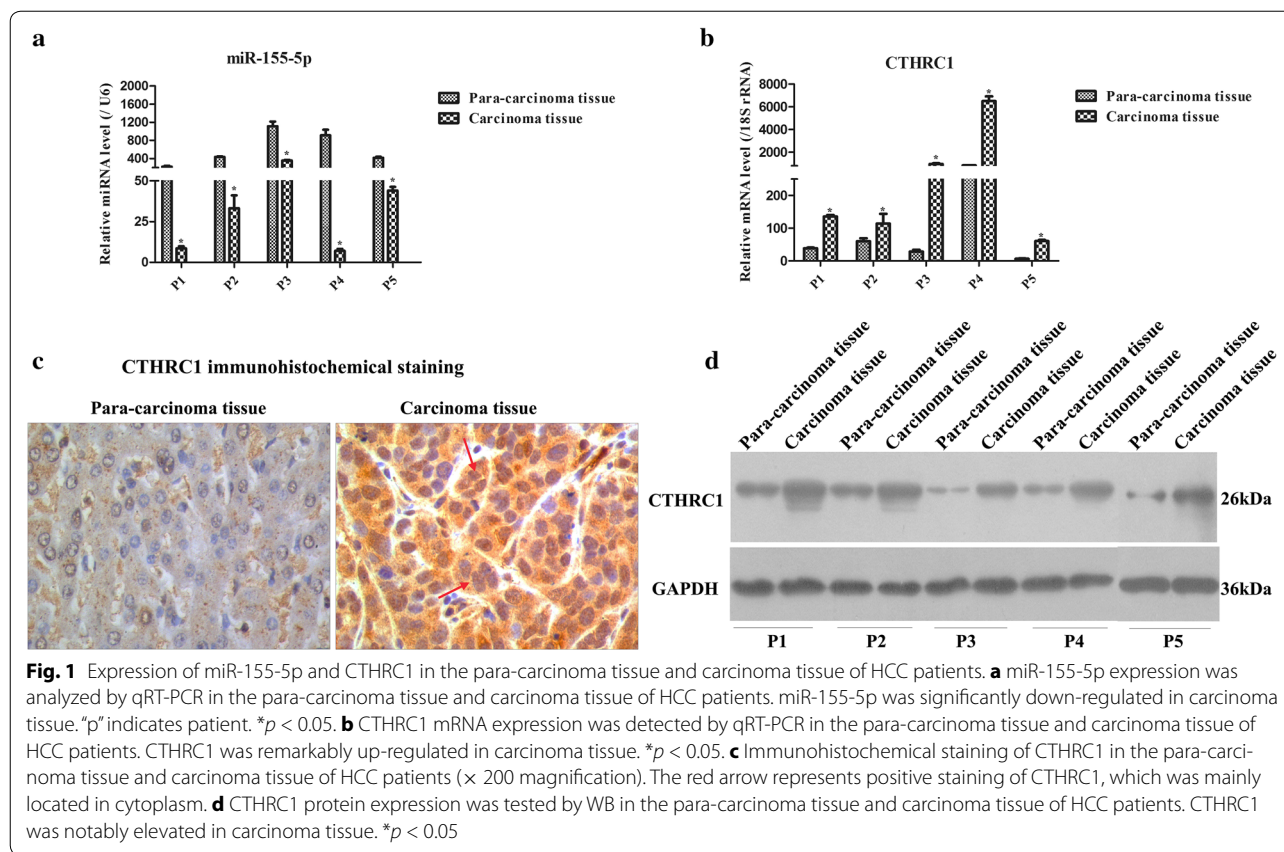 a
miR-155-5p
Relative miRNA level (/ U6)
2000
1600
1200
800
400
50
25
0
P1
P2
P3
P4
P5
*
*
*
*
*
Para-carcinoma tissue
Carcinoma tissue
b
CTHRC1
Relative mRNA level (/18S rRNA)
8000
6000
4000
2000
200
100
0
P1
P2
P3
P4
P5
*
*
*
*
*
Para-carcinoma tissue
Carcinoma tissue
c
CTHRC1 immunohistochemical staining
Para-carcinoma tissue
Carcinoma tissue
d
Para-carcinoma tissue
Carcinoma tissue
Para-carcinoma tissue
Carcinoma tissue
Para-carcinoma tissue
Carcinoma tissue
Para-carcinoma tissue
Carcinoma tissue
Para-carcinoma tissue
Carcinoma tissue
CTHRC1
26kDa
GAPDH
36kDa
P1
P2
P3
P4
P5
Fig. 1 Expression of miR-155-5p and CTHRC1 in the para-carcinoma tissue and carcinoma tissue of HCC patients. a miR-155-5p expression was
analyzed by qRT-PCR in the para-carcinoma tissue and carcinoma tissue of HCC patients. miR-155-5p was significantly down-regulated in carcinoma
tissue. "p" indicates patient. *p < 0.05. b CTHRC1 mRNA expression was detected by qRT-PCR in the para-carcinoma tissue and carcinoma tissue of
HCC patients. CTHRC1 was remarkably up-regulated in carcinoma tissue. *p < 0.05. c Immunohistochemical staining of CTHRC1 in the para-carci-
noma tissue and carcinoma tissue of HCC patients (× 200 magnification). The red arrow represents positive staining of CTHRC1, which was mainly
located in cytoplasm. d CTHRC1 protein expression was tested by WB in the para-carcinoma tissue and carcinoma tissue of HCC patients. CTHRC1
was notably elevated in carcinoma tissue. *p < 0.05